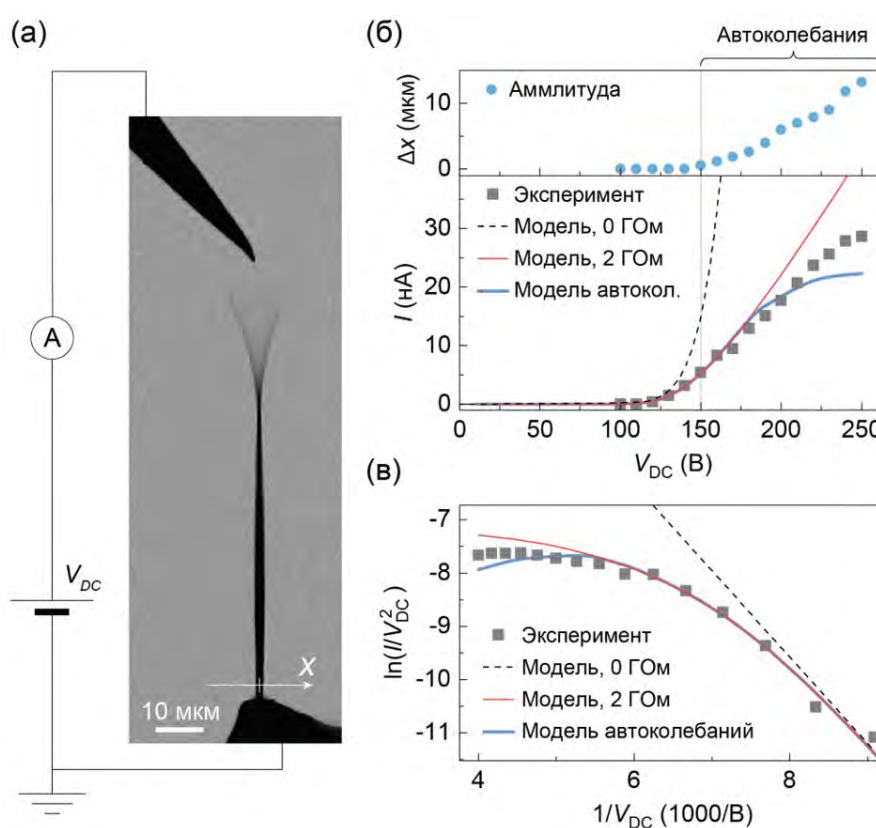 (а)
A
V_DC
X
10 мкм
(б)
Автоколебания
Δx (мкм)
10
0
Аммлитуда
I (нА)
30
20
10
0
Эксперимент
Модель, 0 ГОм
Модель, 2 ГОм
Модель автокол.
0 50 100 150 200 250
V_DC (В)
(в)
ln(I/V²_DC)
-7
-8
-9
-10
-11
Эксперимент
Модель, 0 ГОм
Модель, 2 ГОм
Модель автоколебаний
4 6 8
1/V_DC (1000/В)